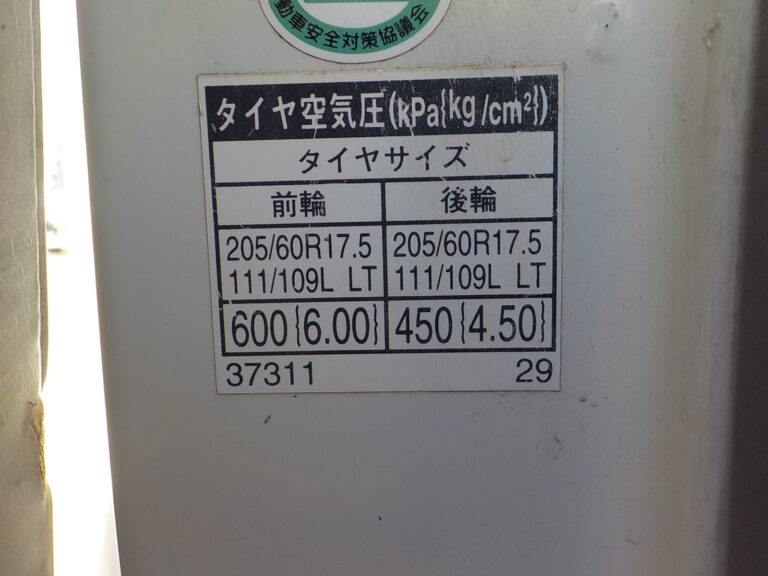 動車安全対策協議会
タイヤ空気圧(kPa{kg/cm²})
タイヤサイズ
前輪 後輪
205/60R17.5 205/60R17.5
111/109L LT 111/109L LT
600{6.00} 450{4.50}
37311 29